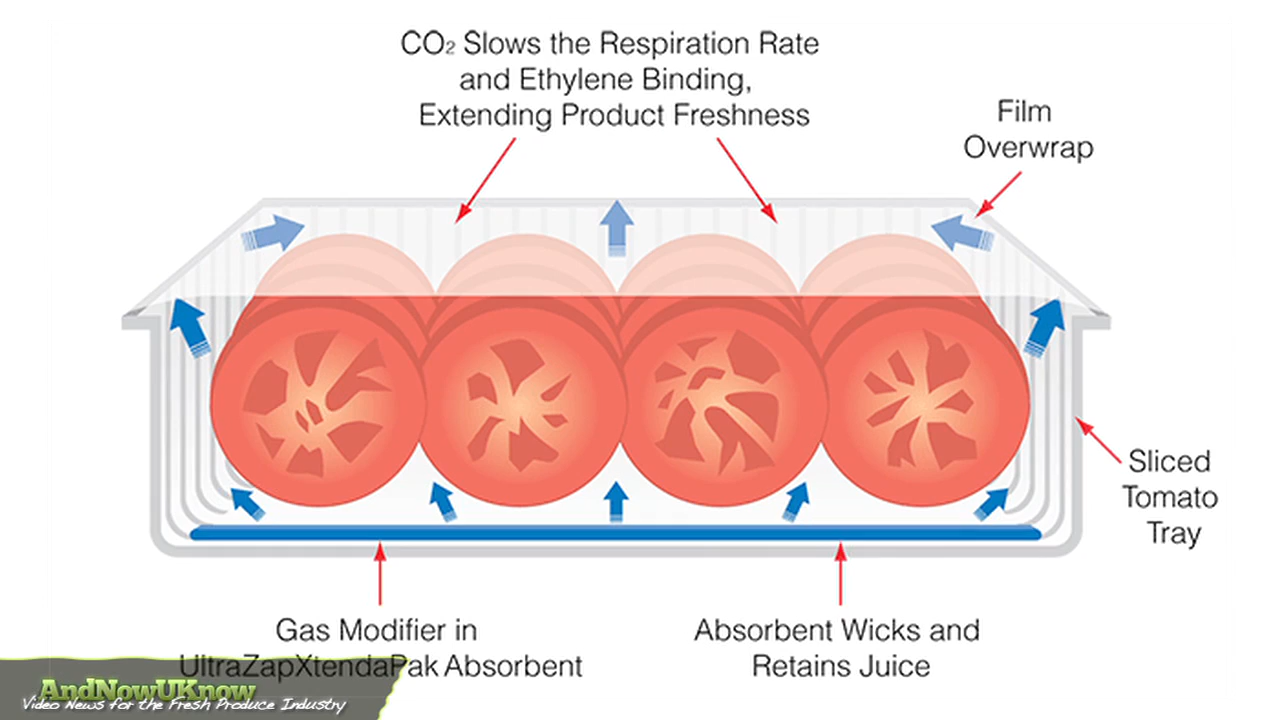 CO₂ Slows the Respiration Rate
and Ethylene Binding,
Extending Product Freshness
Film
Overwrap
Sliced
Tomato
Tray
Gas Modifier in
UltraZapXtendaPak Absorbent
Absorbent Wicks and
Retains Juice
AndNowUKnow
Video News for the Fresh Produce Industry